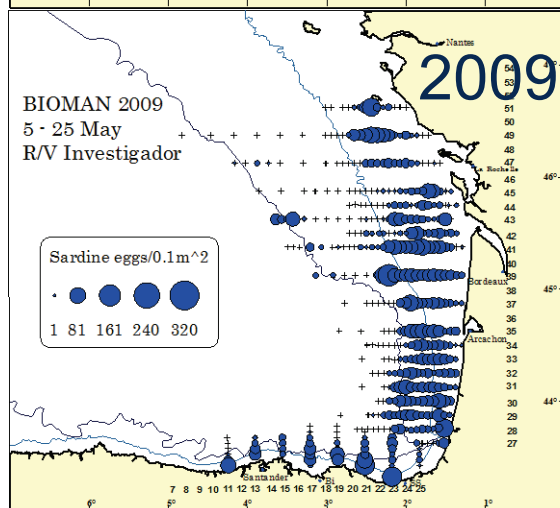 Nantes
2009
BIOMAN 2009
5 - 25 May
R/V Investigador
54
53
52
51
50
49
48
47
46
45
44
43
42
41
40
39
38
37
36
35
34
33
32
31
30
29
28
27
La Rochelle
46°
Bordeaux
45°
Arcachon
44°
Sardine eggs/0.1m^2
1 81 161 240 320
Santander
Bi
SS
7 8 9 10 11 12 13 14 15 16 17 18 19 20 21 22 23 24 25
6° 5° 4° 3° 2° 1°